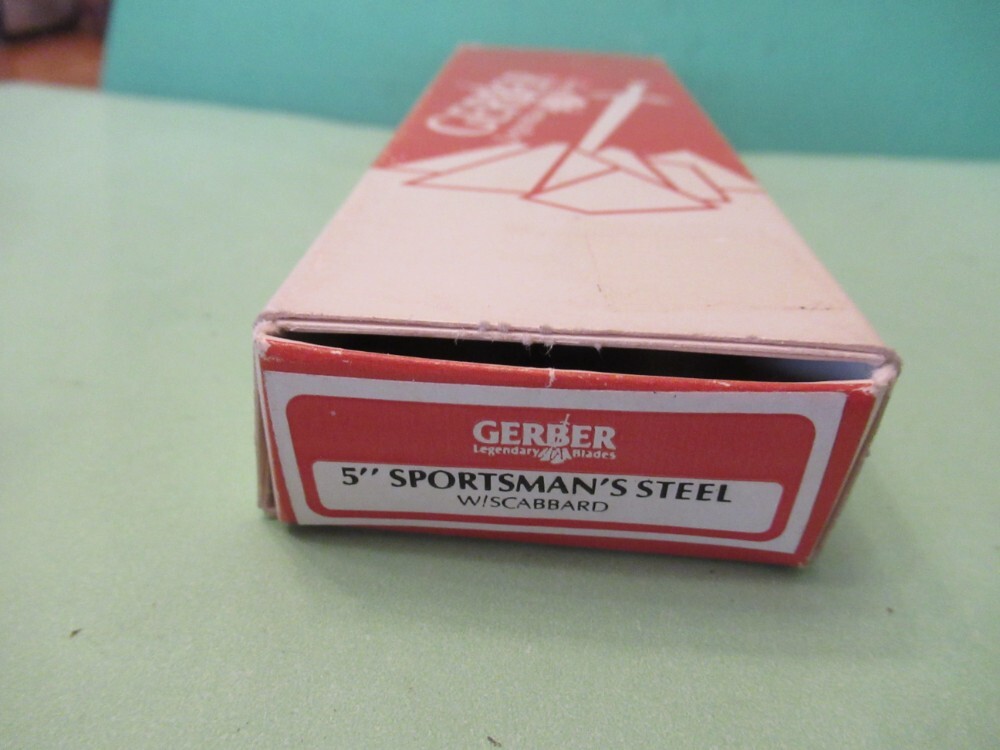 GERBER
GERBER
Legendary Blades
5'' SPORTSMAN'S STEEL
W/SCABBARD